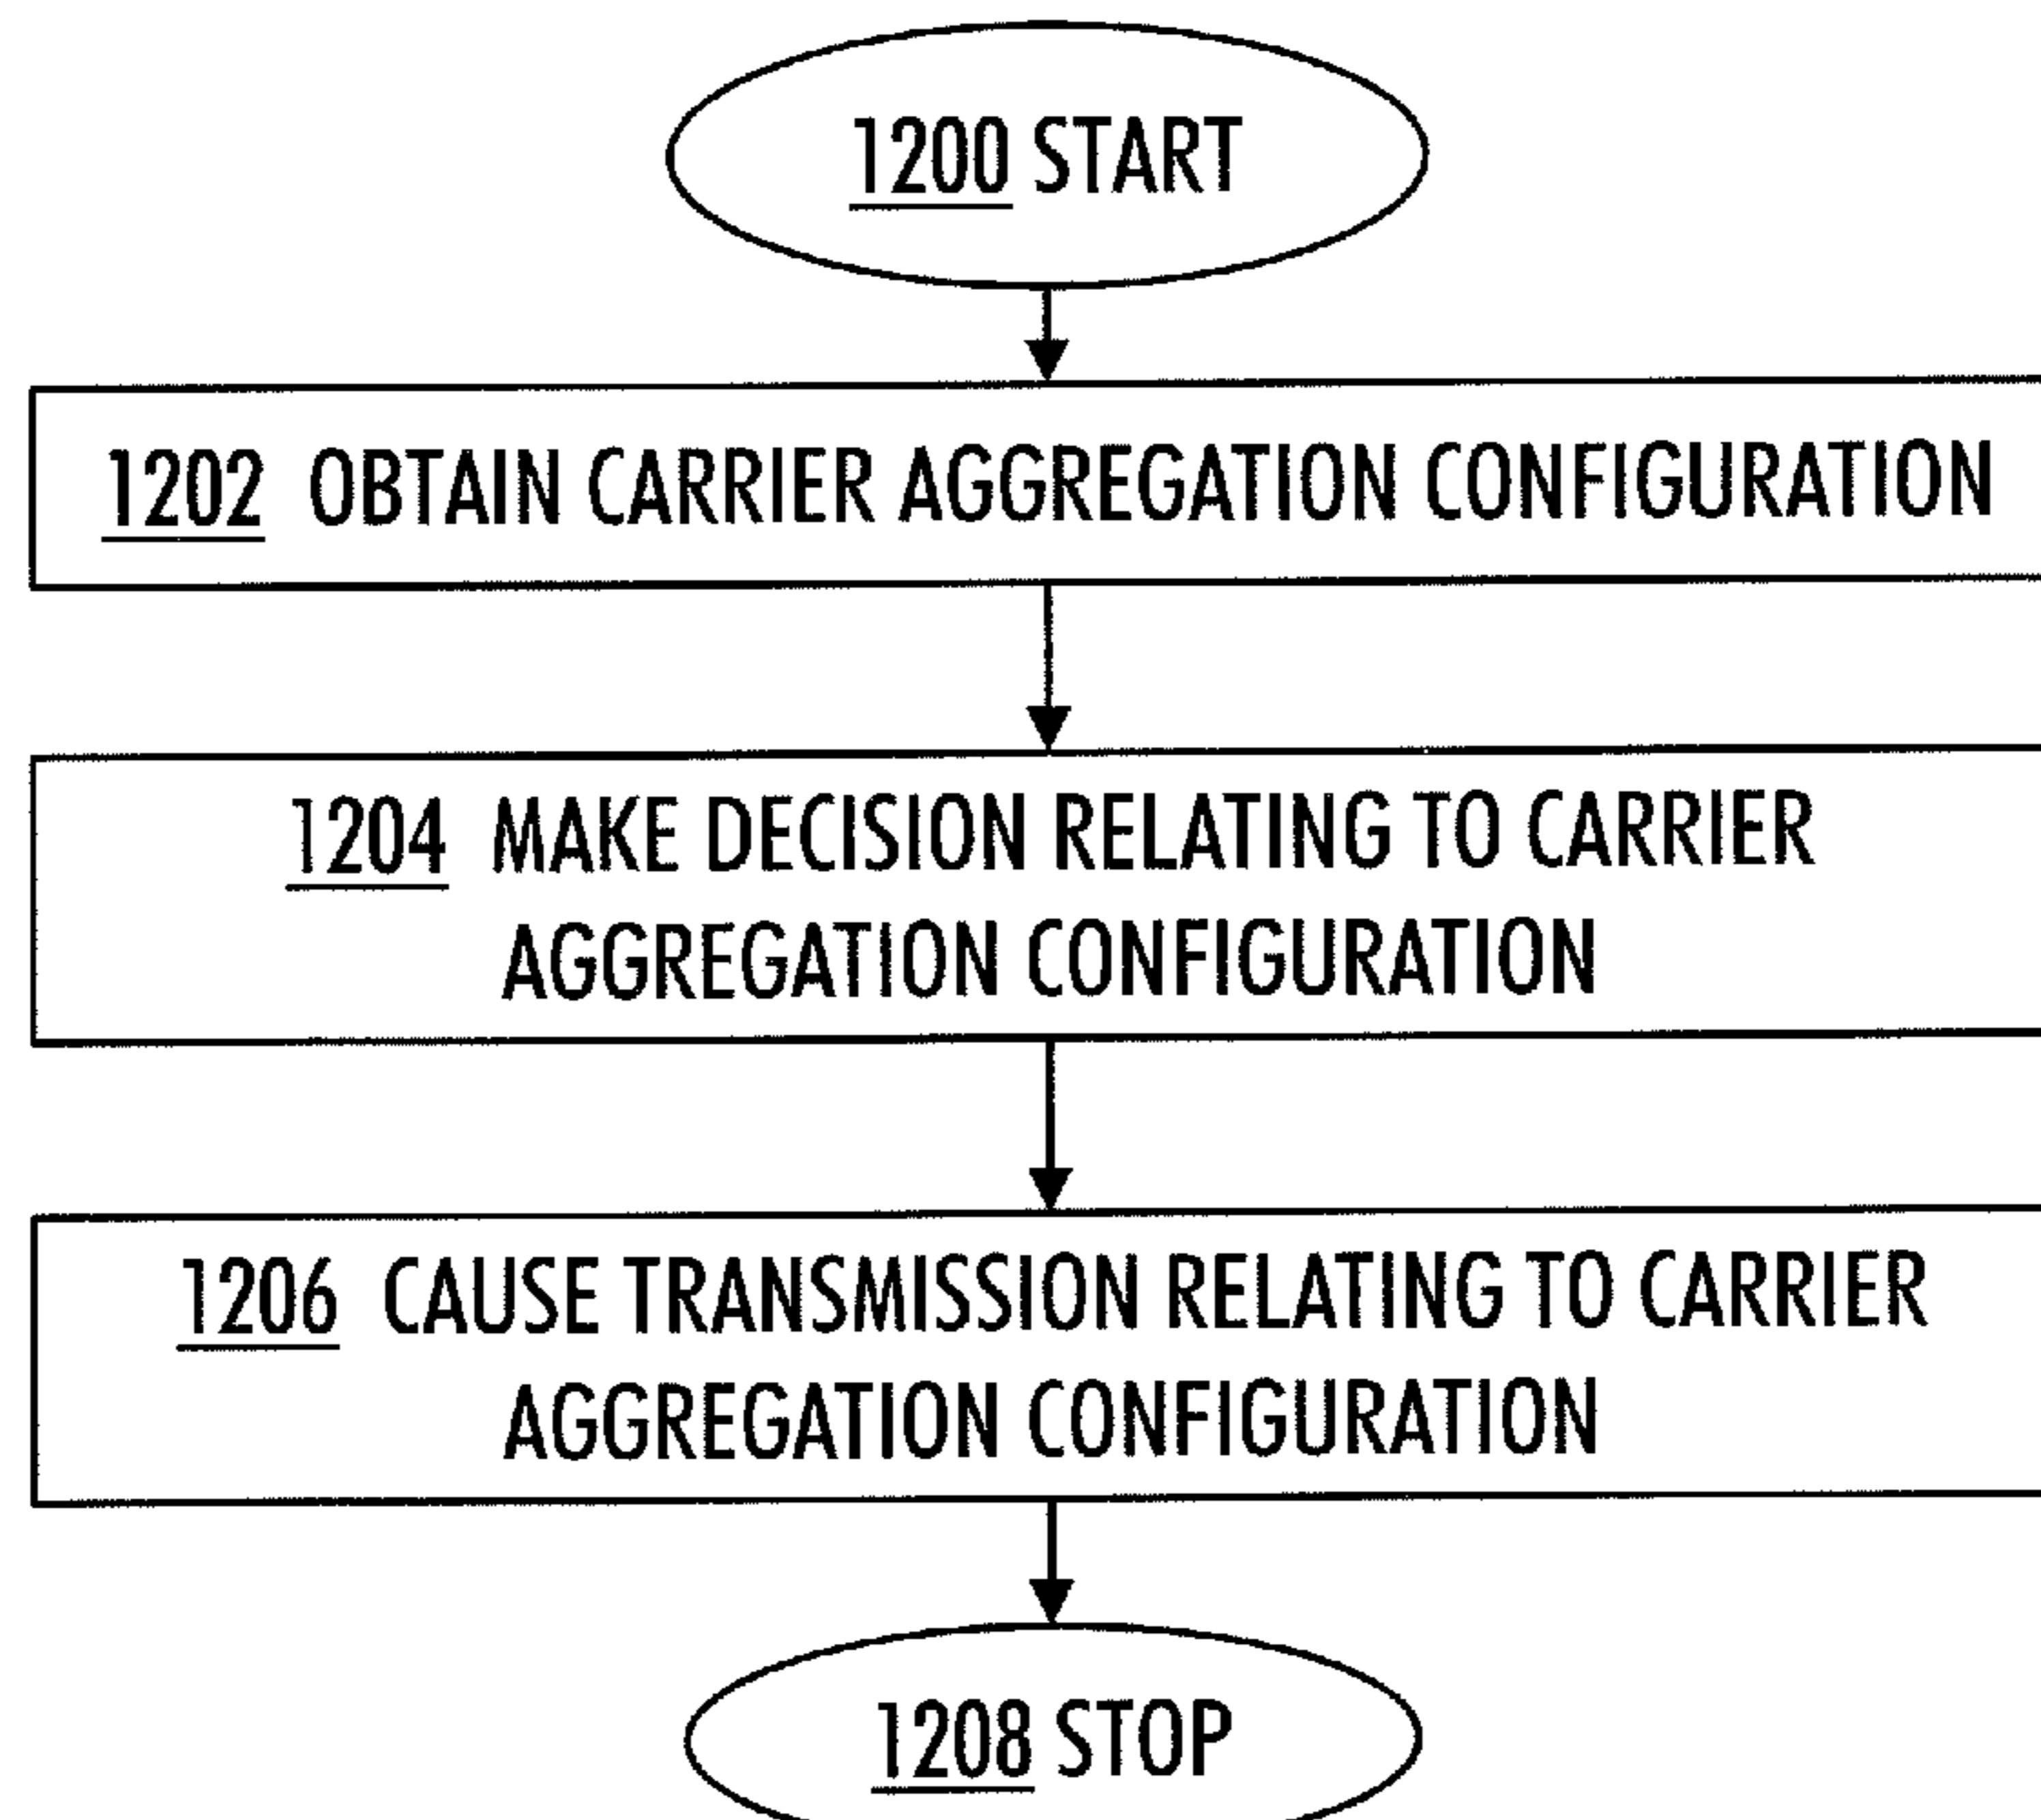 1200 START
1202 OBTAIN CARRIER AGGREGATION CONFIGURATION
1204 MAKE DECISION RELATING TO CARRIER
AGGREGATION CONFIGURATION
1206 CAUSE TRANSMISSION RELATING TO CARRIER
AGGREGATION CONFIGURATION
1208 STOP